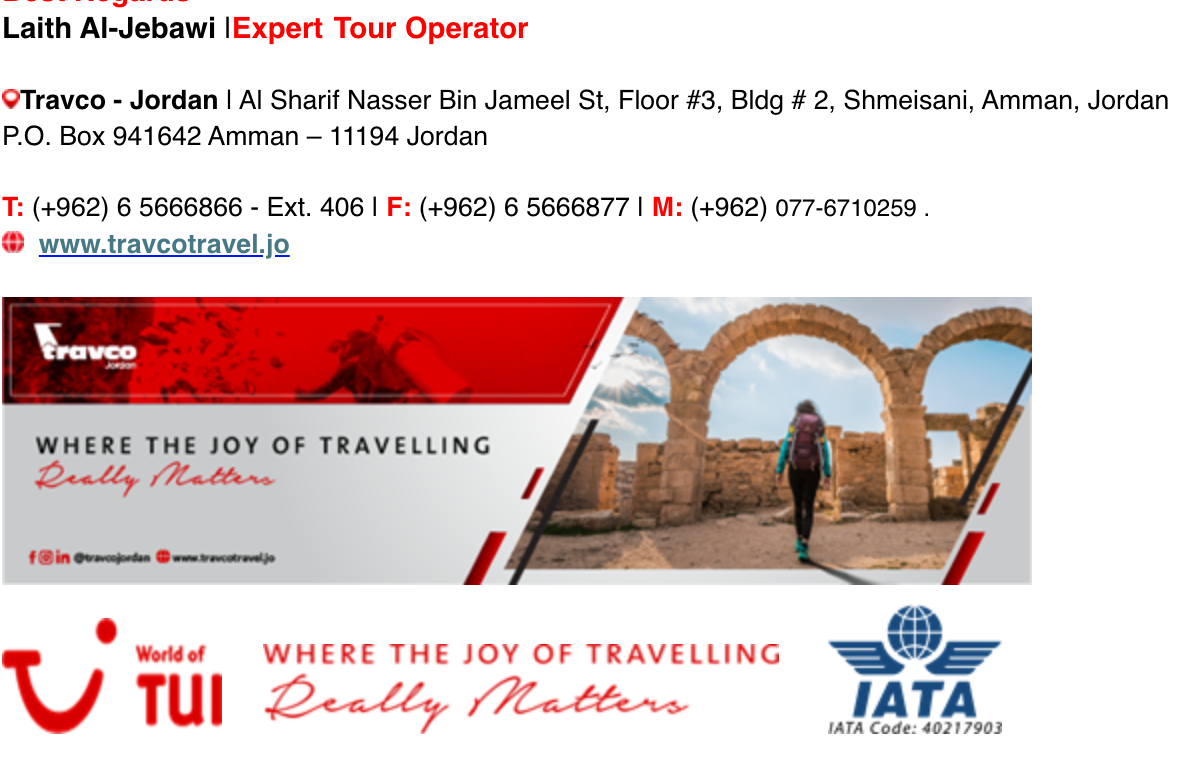 Best Regards
Laith Al-Jebawi |Expert Tour Operator
Travco - Jordan | Al Sharif Nasser Bin Jameel St, Floor #3, Bldg # 2, Shmeisani, Amman, Jordan
P.O. Box 941642 Amman – 11194 Jordan
T: (+962) 6 5666866 - Ext. 406 | F: (+962) 6 5666877 | M: (+962) 077-6710259 .
www.travcotravel.jo
travco
Jordan
WHERE THE JOY OF TRAVELLING
Really Matters
@travcojordan www.travcotravel.jo
World of
TUI
WHERE THE JOY OF TRAVELLING
Really Matters
IATA
IATA Code: 40217903